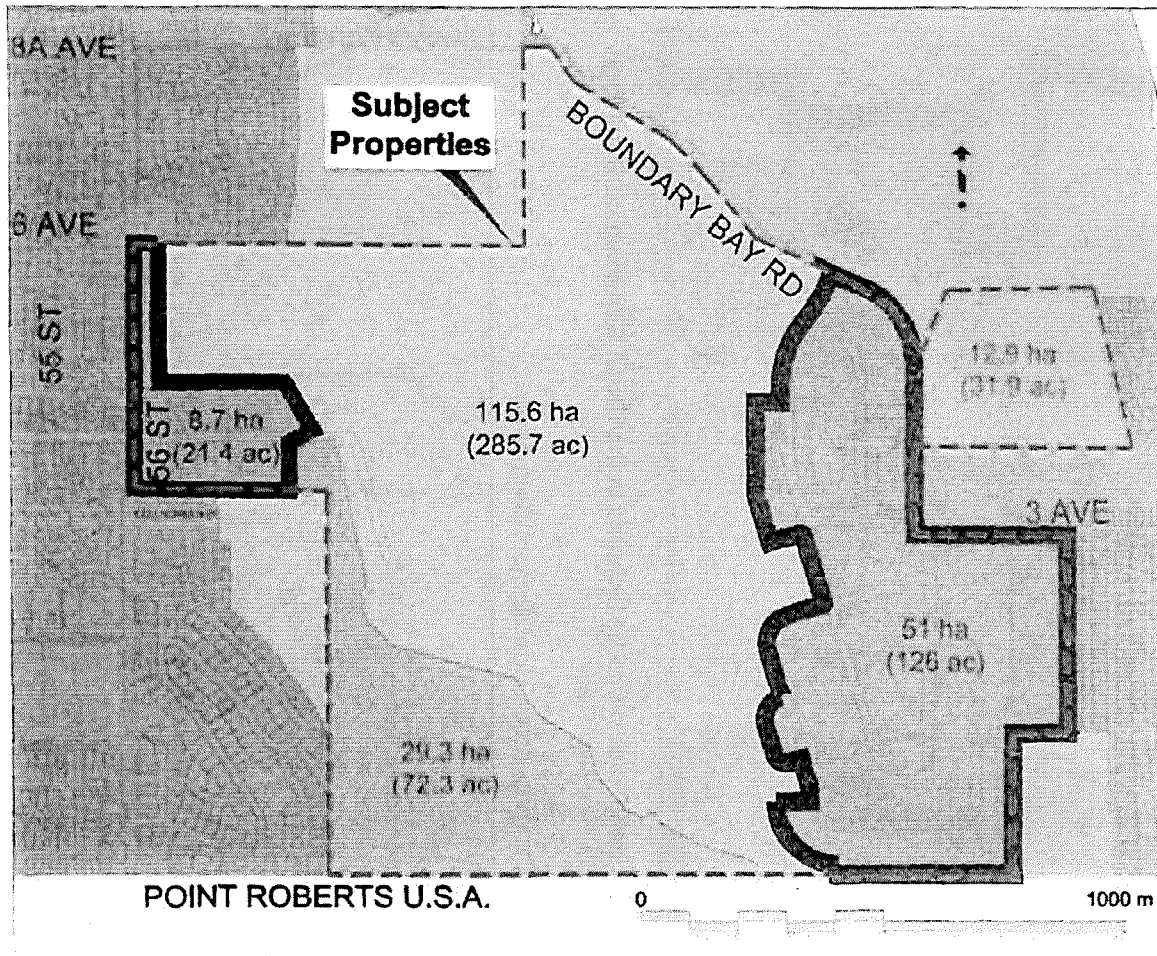 8A AVE
Subject
Properties
BOUNDARY BAY RD
6 AVE
55 ST
56 ST
8.7 ha
(21.4 ac)
115.6 ha
(285.7 ac)
12.9 ha
(31.9 ac)
3 AVE
51 ha
(126 ac)
29.3 ha
(72.3 ac)
POINT ROBERTS U.S.A.
0
1000 m